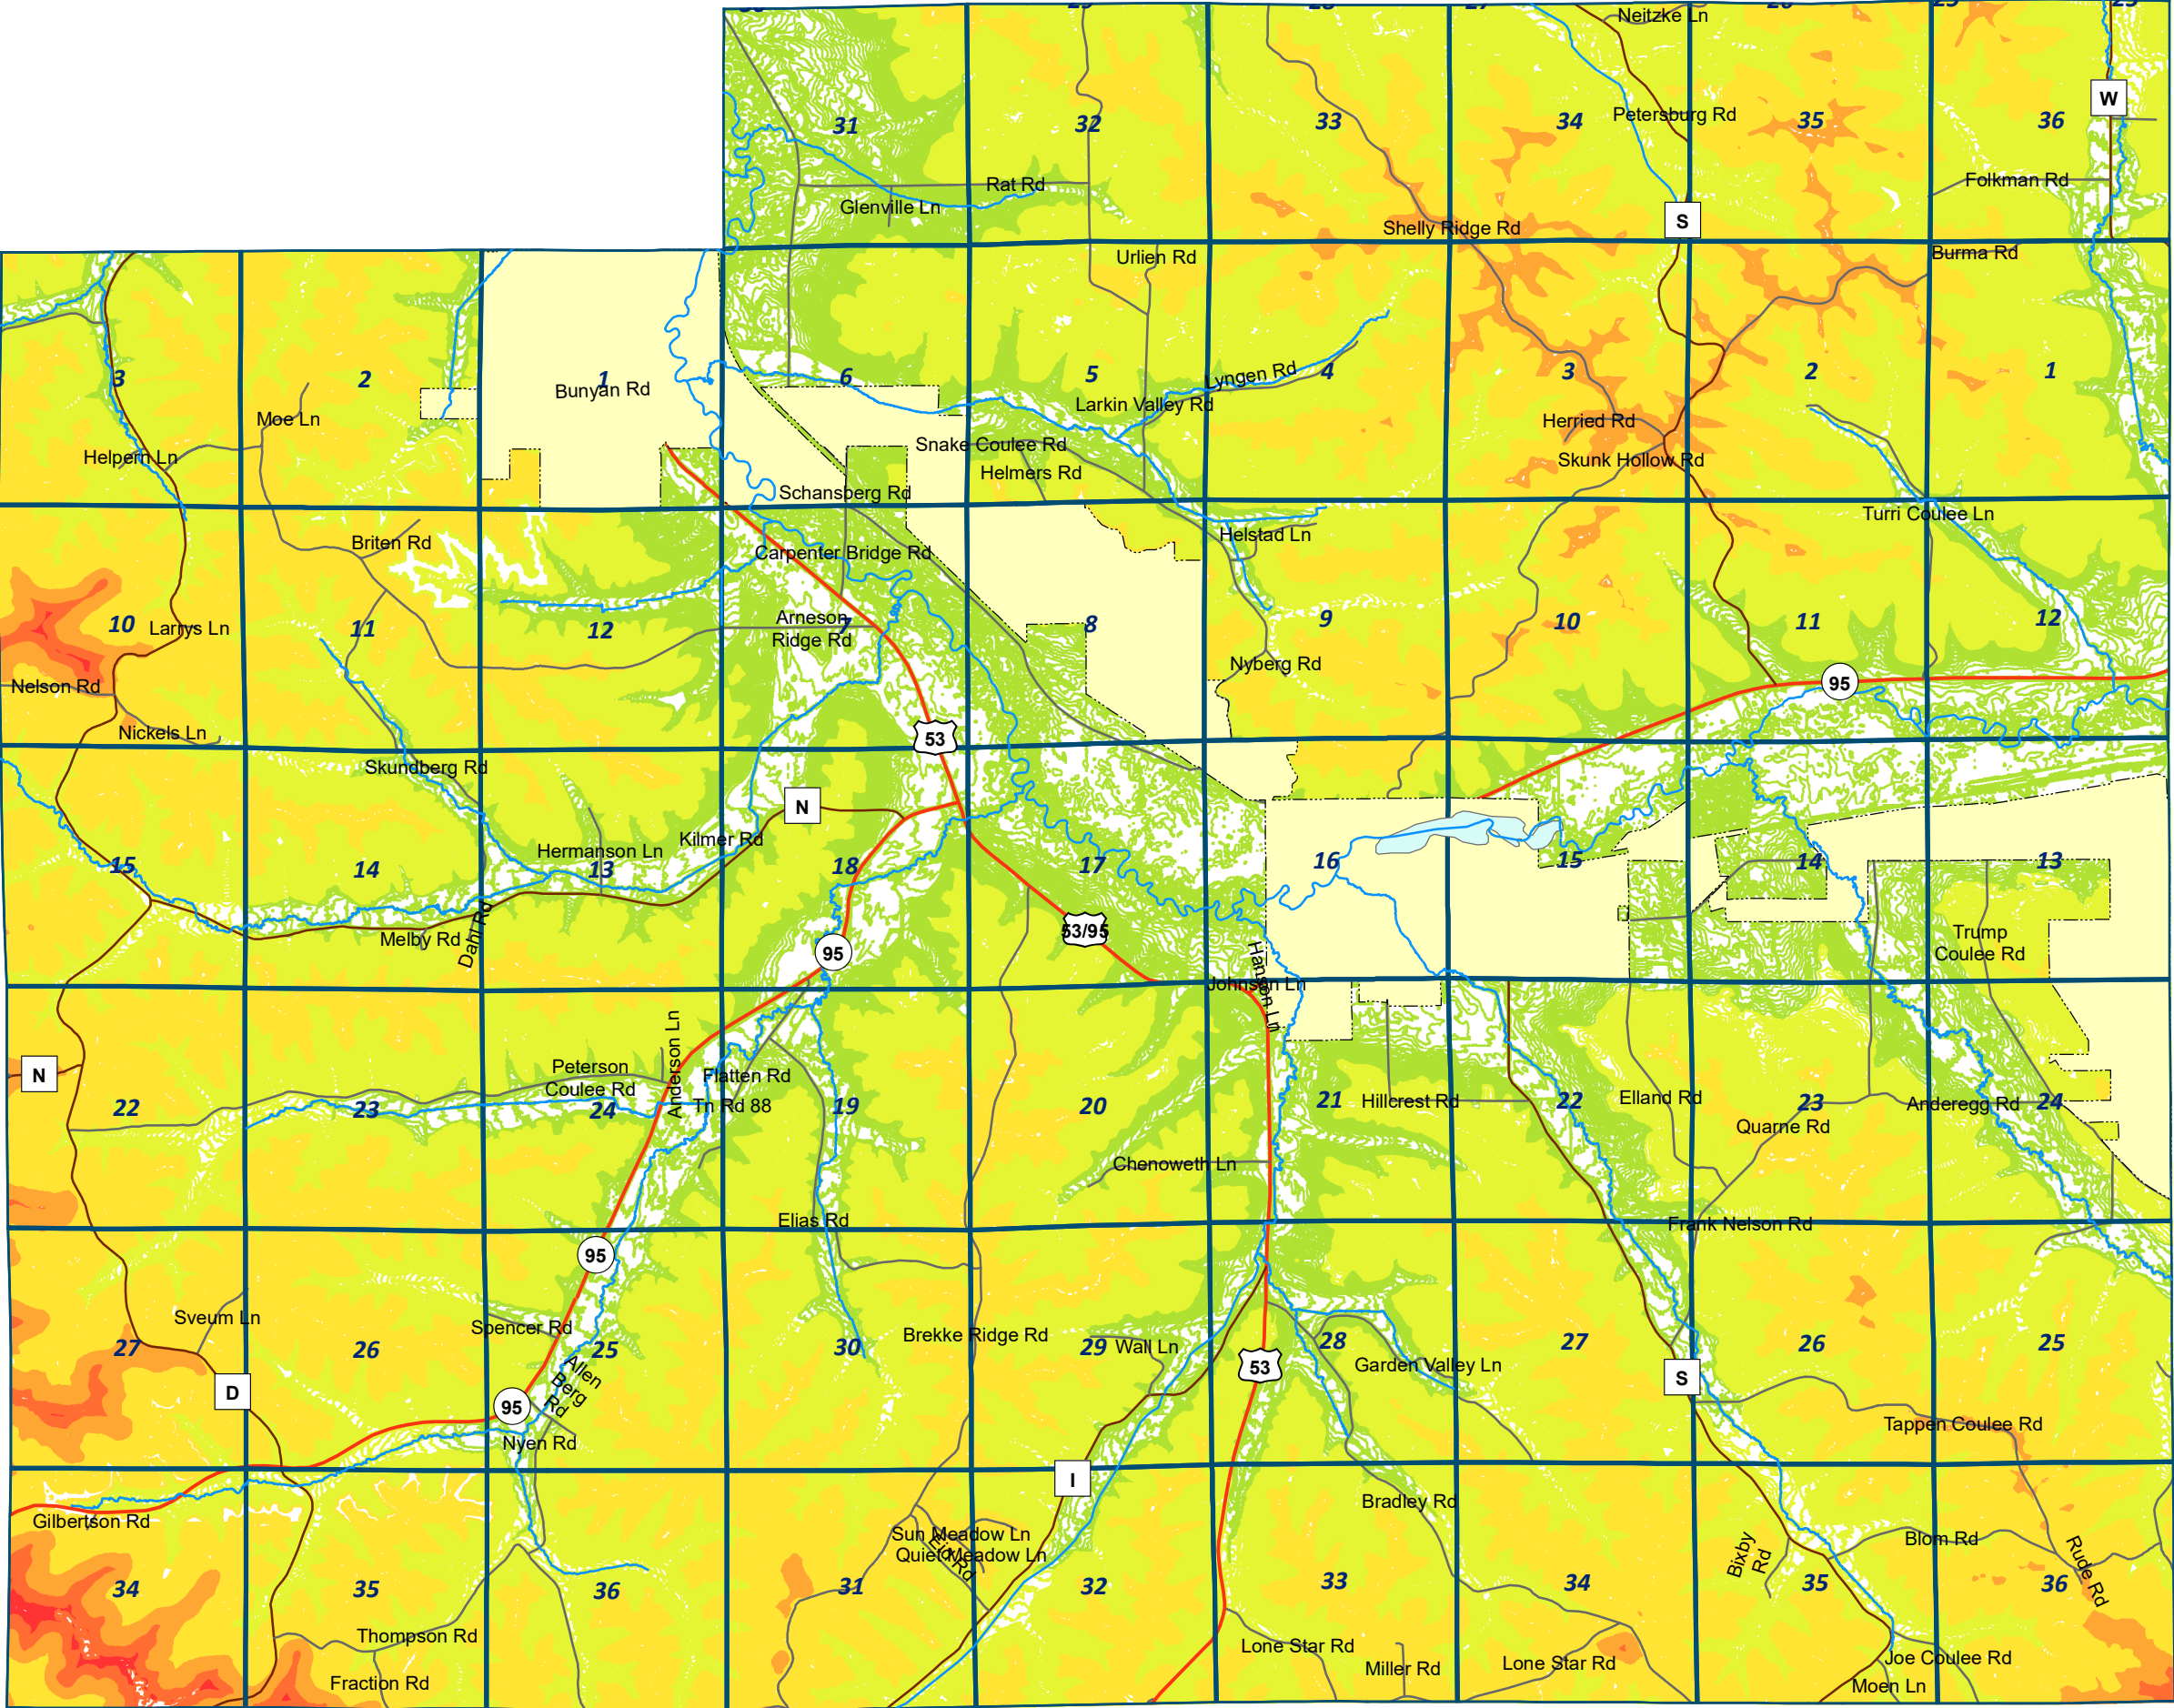 30
29
28
27
26
25
25
Neitzke Ln
W
31
32
33
34
Petersburg Rd
35
36
Rat Rd
Folkman Rd
Glenville Ln
S
Shelly Ridge Rd
Urlien Rd
Burma Rd
3
2
1
Bunyan Rd
6
5
Lyngen Rd
4
3
2
1
Moe Ln
Larkin Valley Rd
Herried Rd
Helpern Ln
Snake Coulee Rd
Helmers Rd
Skunk Hollow Rd
Schansberg Rd
Turri Coulee Ln
Briten Rd
Carpenter Bridge Rd
Helstad Ln
10
Larrys Ln
11
12
Arneson
Ridge Rd
7
8
9
10
11
12
Nyberg Rd
Nelson Rd
95
Nickels Ln
53
Skundberg Rd
N
Kilmer Rd
Hermanson Ln
15
14
13
18
17
16
15
14
13
53/95
Melby Rd
Dahl Rd
95
Hanson Ln
Trump
Coulee Rd
Johnson Ln
Anderson Ln
N
Peterson
Coulee Rd
Flatten Rd
22
23
24
Tn Rd 88
19
20
21
Hillcrest Rd
22
Elland Rd
23
Anderegg Rd
24
Quarne Rd
Chenoweth Ln
Elias Rd
Frank Nelson Rd
95
Sveum Ln
Spencer Rd
27
26
25
30
Brekke Ridge Rd
29
Wall Ln
28
27
26
25
53
Garden Valley Ln
Allen
Berg
Rd
D
95
S
Nyen Rd
Tappen Coulee Rd
I
Bradley Rd
Gilbertson Rd
Sun Meadow Ln
Quiet Meadow Ln
Eid Rd
Bixby
Rd
Blom Rd
Rude Rd
34
35
36
31
32
33
34
35
36
Thompson Rd
Lone Star Rd
Miller Rd
Lone Star Rd
Joe Coulee Rd
Fraction Rd
Moen Ln